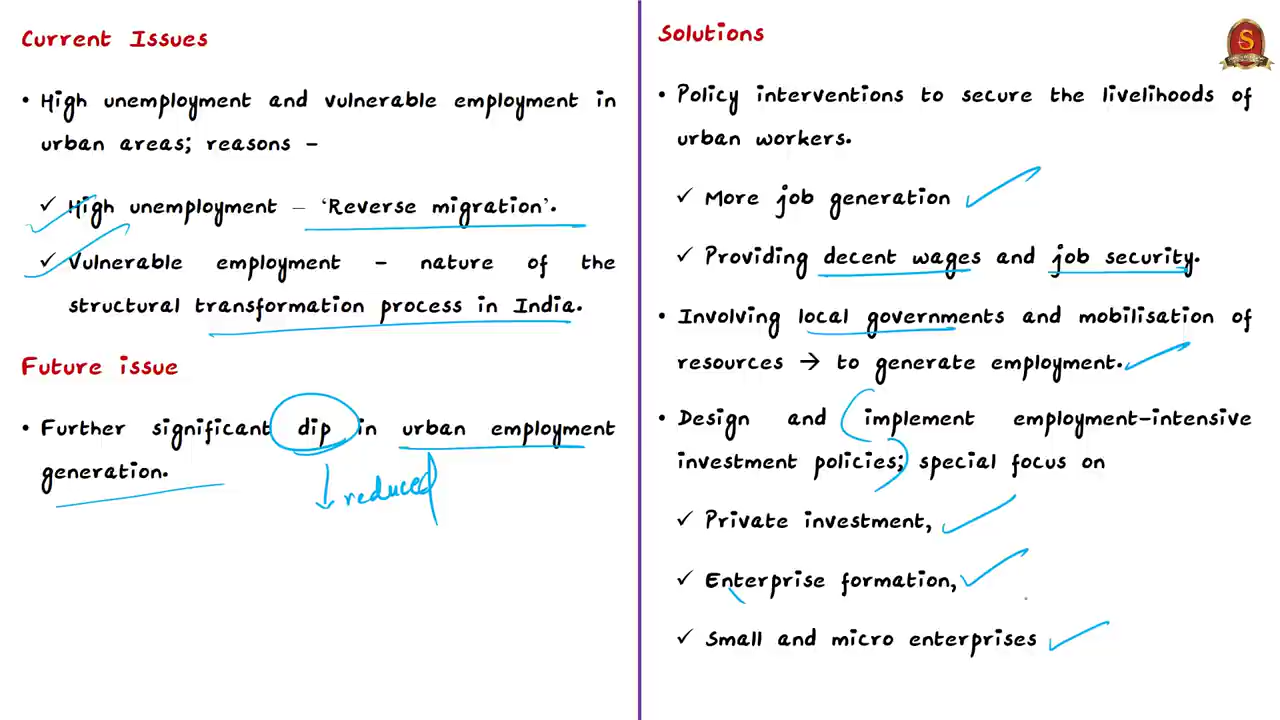 Current Issues
• High unemployment and vulnerable employment in
urban areas; reasons –
✓ High unemployment – ‘Reverse migration’.
✓ Vulnerable employment – nature of the
structural transformation process in India.
Future issue
• Further significant dip in urban employment
generation.
↓ reduced
Solutions
• Policy interventions to secure the livelihoods of
urban workers.
✓ More job generation
✓ Providing decent wages and job security.
• Involving local governments and mobilisation of
resources → to generate employment.
• Design and implement employment-intensive
investment policies; special focus on
✓ Private investment,
✓ Enterprise formation,
✓ Small and micro enterprises
S